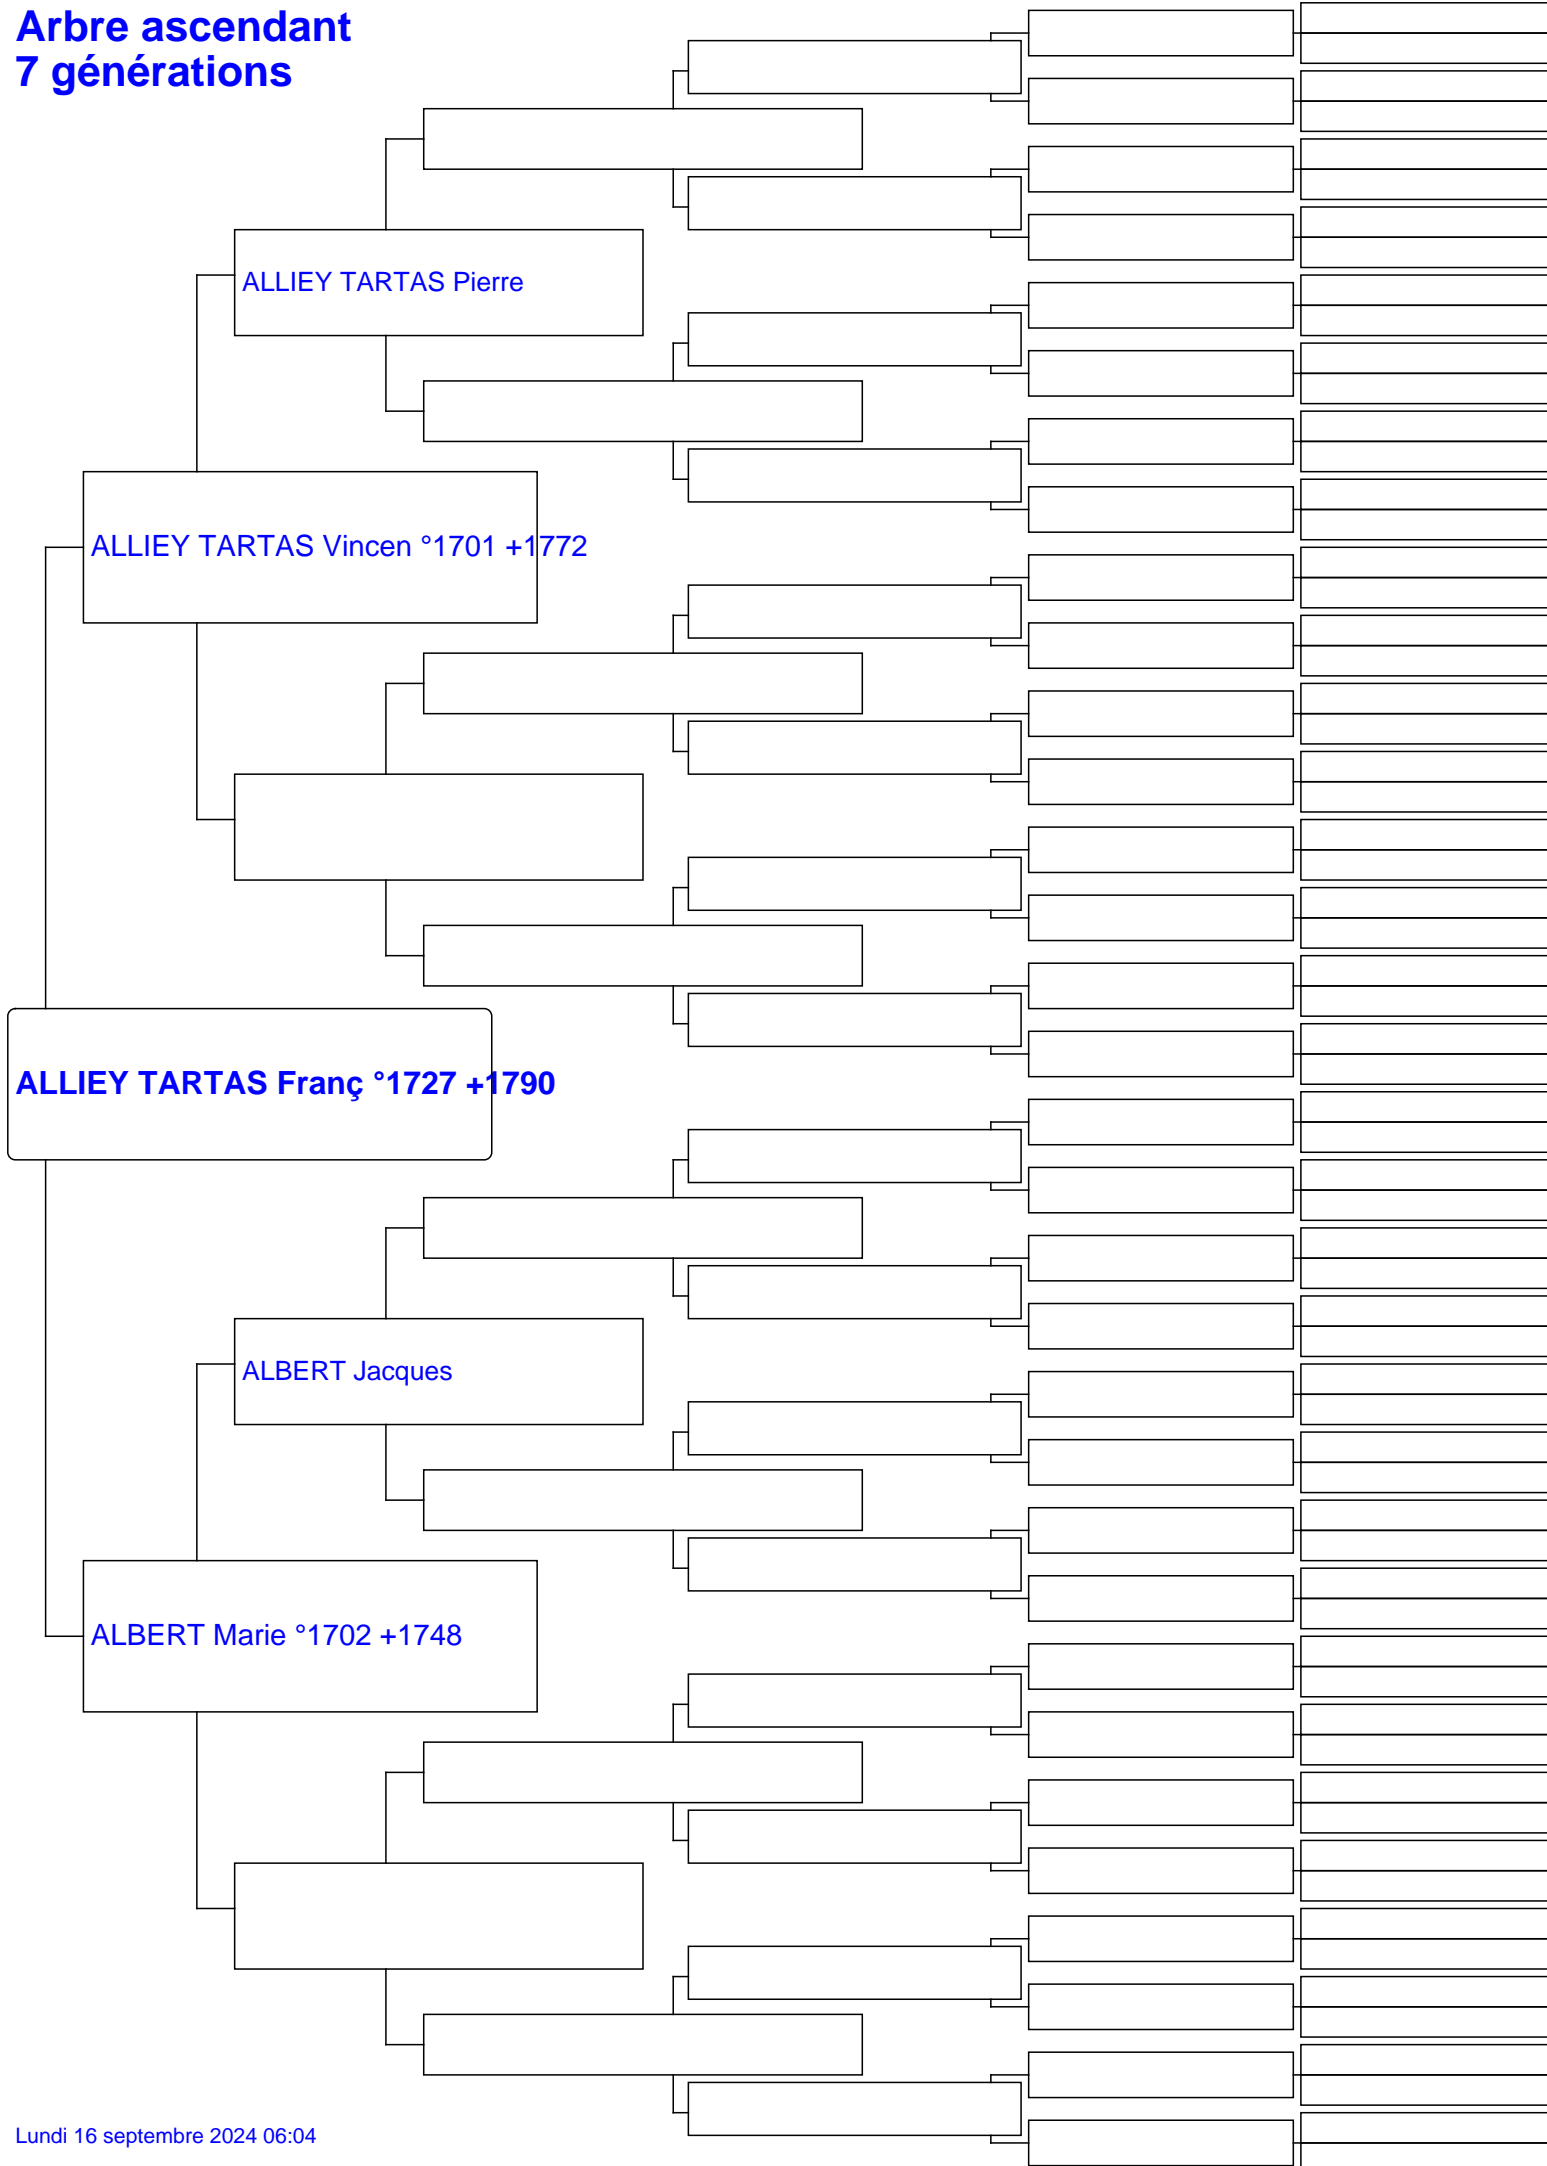 Arbre ascendant
7 générations
ALLIEY TARTAS Pierre
ALLIEY TARTAS Vincen °1701 +1772
ALLIEY TARTAS Franç °1727 +1790
ALBERT Jacques
ALBERT Marie °1702 +1748
Lundi 16 septembre 2024 06:04